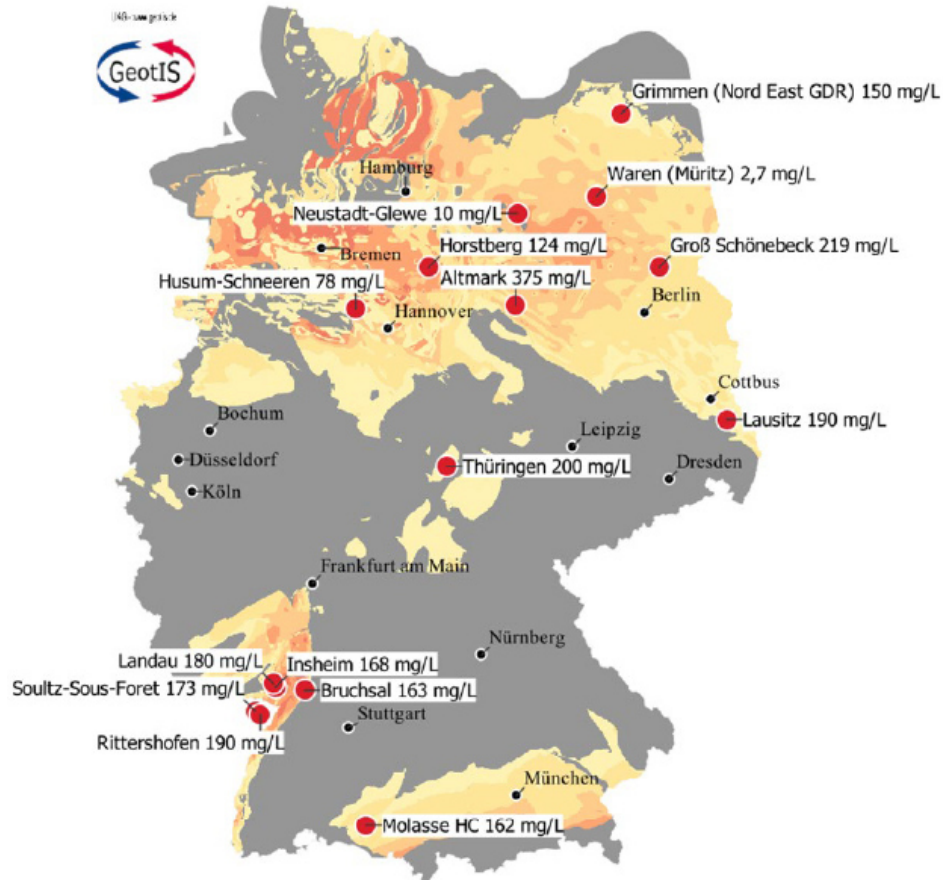 GeotIS
Grimmen (Nord East GDR) 150 mg/L
Hamburg
Waren (Müritz) 2,7 mg/L
Neustadt-Glewe 10 mg/L
Horstberg 124 mg/L
Groß Schönebeck 219 mg/L
Bremen
Husum-Schneeren 78 mg/L
Altmark 375 mg/L
Berlin
Hannover
Cottbus
Bochum
Lausitz 190 mg/L
Leipzig
Düsseldorf
Thüringen 200 mg/L
Dresden
Köln
Frankfurt am Main
Nürnberg
Landau 180 mg/L
Insheim 168 mg/L
Soultz-Sous-Foret 173 mg/L
Bruchsal 163 mg/L
Stuttgart
Rittershofen 190 mg/L
München
Molasse HC 162 mg/L